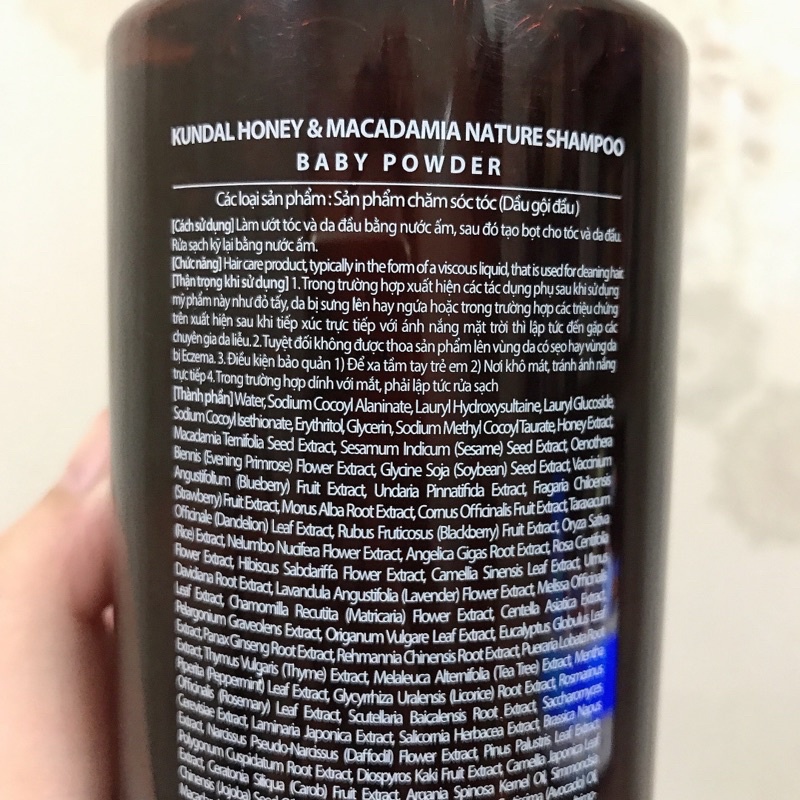 KUNDAL HONEY & MACADAMIA NATURE SHAMPOO
BABY POWDER
Các loại sản phẩm : Sản phẩm chăm sóc tóc (Dầu gội đầu)
[Cách sử dụng] Làm ướt tóc và da đầu bằng nước ấm, sau đó tạo bọt cho tóc và da đầu.
Rửa sạch kỹ lại bằng nước ấm.
[Chức năng] Hair care product, typically in the form of a viscous liquid, that is used for cleaning hair.
[Thận trọng khi sử dụng] 1. Trong trường hợp xuất hiện các tác dụng phụ sau khi sử dụng
mỹ phẩm này như đỏ tấy, da bị sưng lên hay ngứa hoặc trong trường hợp các triệu chứng
trên xuất hiện sau khi tiếp xúc trực tiếp với ánh nắng mặt trời thì lập tức đến gặp các
chuyên gia da liễu. 2. Tuyệt đối không được thoa sản phẩm lên vùng da có sẹo hay vùng da
bị Eczema. 3. Điều kiện bảo quản 1) Để xa tầm tay trẻ em 2) Nơi khô mát, tránh ánh nắng
trực tiếp 4. Trong trường hợp dính với mắt, phải lập tức rửa sạch
[Thành phần] Water, Sodium Cocoyl Alaninate, Lauryl Hydroxysultaine, Lauryl Glucoside,
Sodium Cocoyl Isethionate, Erythritol, Glycerin, Sodium Methyl Cocoyl Taurate, Honey Extract,
Macadamia Ternifolia Seed Extract, Sesamum Indicum (Sesame) Seed Extract, Oenothera
Biennis (Evening Primrose) Flower Extract, Glycine Soja (Soybean) Seed Extract, Vaccinium
Angustifolium (Blueberry) Fruit Extract, Undaria Pinnatifida Extract, Fragaria Chiloensis
(Strawberry) Fruit Extract, Morus Alba Root Extract, Cornus Officinalis Fruit Extract, Taraxacum
Officinale (Dandelion) Leaf Extract, Rubus Fruticosus (Blackberry) Fruit Extract, Oryza Sativa
(Rice) Extract, Nelumbo Nucifera Flower Extract, Angelica Gigas Root Extract, Rosa Centifolia
Flower Extract, Hibiscus Sabdariffa Flower Extract, Camellia Sinensis Leaf Extract, Ulmus
Davidiana Root Extract, Lavandula Angustifolia (Lavender) Flower Extract, Melissa Officinalis
Leaf Extract, Chamomilla Recutita (Matricaria) Flower Extract, Centella Asiatica Extract,
Pelargonium Graveolens Extract, Origanum Vulgare Leaf Extract, Eucalyptus Globulus Leaf
Extract, Panax Ginseng Root Extract, Rehmannia Chinensis Root Extract, Pueraria Lobata Root
Extract, Thymus Vulgaris (Thyme) Extract, Melaleuca Alternifolia (Tea Tree) Extract, Mentha
Piperita (Peppermint) Leaf Extract, Glycyrrhiza Uralensis (Licorice) Root Extract, Rosmarinus
Officinalis (Rosemary) Leaf Extract, Scutellaria Baicalensis Root Extract, Saccharomyces
Cerevisiae Extract, Laminaria Japonica Extract, Salicornia Herbacea Extract, Brassica Napus
Extract, Narcissus Pseudo-Narcissus (Daffodil) Flower Extract, Pinus Palustris Leaf Extract,
Polygonum Cuspidatum Root Extract, Diospyros Kaki Fruit Extract, Camellia Japonica Leaf
Extract, Ceratonia Siliqua (Carob) Fruit Extract, Argania Spinosa Kernel Oil, Simmondsia
Chinensis (Jojoba) Seed (Avocado) Oil,